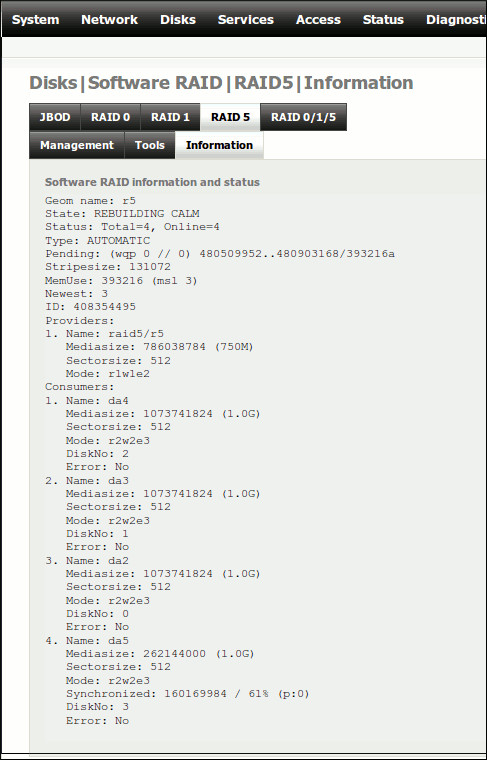 System Network Disks Services Access Status Diagnosti
Disks|Software RAID|RAID5|Information
JBOD RAID 0 RAID 1 RAID 5 RAID 0/1/5
Management Tools Information
Software RAID information and status
Geom name: r5
State: REBUILDING CALM
Status: Total=4, Online=4
Type: AUTOMATIC
Pending: (wqp 0 // 0) 480509952..480903168/393216a
Stripesize: 131072
MemUse: 393216 (msl 3)
Newest: 3
ID: 408354495
Providers:
1. Name: raid5/r5
Mediasize: 786038784 (750M)
Sectorsize: 512
Mode: r1w1e2
Consumers:
1. Name: da4
Mediasize: 1073741824 (1.0G)
Sectorsize: 512
Mode: r2w2e3
DiskNo: 2
Error: No
2. Name: da3
Mediasize: 1073741824 (1.0G)
Sectorsize: 512
Mode: r2w2e3
DiskNo: 1
Error: No
3. Name: da2
Mediasize: 1073741824 (1.0G)
Sectorsize: 512
Mode: r2w2e3
DiskNo: 0
Error: No
4. Name: da5
Mediasize: 262144000 (1.0G)
Sectorsize: 512
Mode: r2w2e3
Synchronized: 160169984 / 61% (p:0)
DiskNo: 3
Error: No